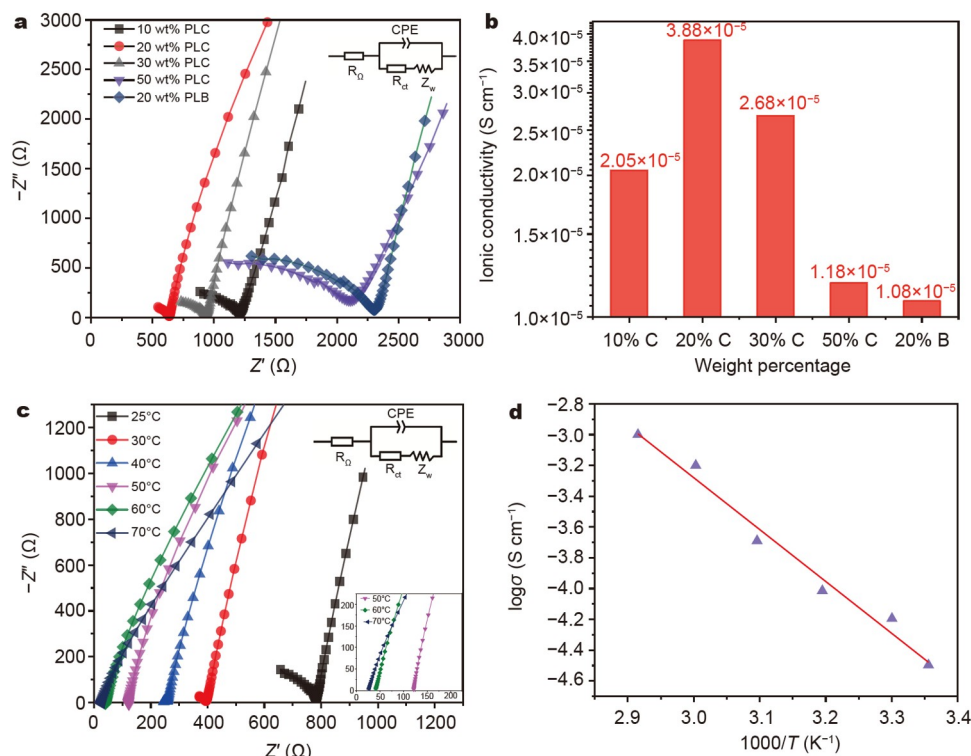 a
10 wt% PLC
20 wt% PLC
30 wt% PLC
50 wt% PLC
20 wt% PLB
CPE
RΩ
Rct
Zw
3000
2500
2000
1500
1000
500
0
0 500 1000 1500 2000 2500 3000
−Z″ (Ω)
Z′ (Ω)
b
4.0×10⁻⁵
3.5×10⁻⁵
3.0×10⁻⁵
2.5×10⁻⁵
2.0×10⁻⁵
1.5×10⁻⁵
1.0×10⁻⁵
Ionic conductivity (S cm⁻¹)
2.05×10⁻⁵
3.88×10⁻⁵
2.68×10⁻⁵
1.18×10⁻⁵
1.08×10⁻⁵
10% C 20% C 30% C 50% C 20% B
Weight percentage
c
25°C
30°C
40°C
50°C
60°C
70°C
CPE
RΩ
Rct
Zw
1200
1000
800
600
400
200
0
0 200 400 600 800 1000 1200
−Z″ (Ω)
Z′ (Ω)
50°C
60°C
70°C
200
150
100
50
0
0 50 100 150 200
d
−2.8
−3.0
−3.2
−3.4
−3.6
−3.8
−4.0
−4.2
−4.4
−4.6
2.9 3.0 3.1 3.2 3.3 3.4
logσ (S cm⁻¹)
1000/T (K⁻¹)